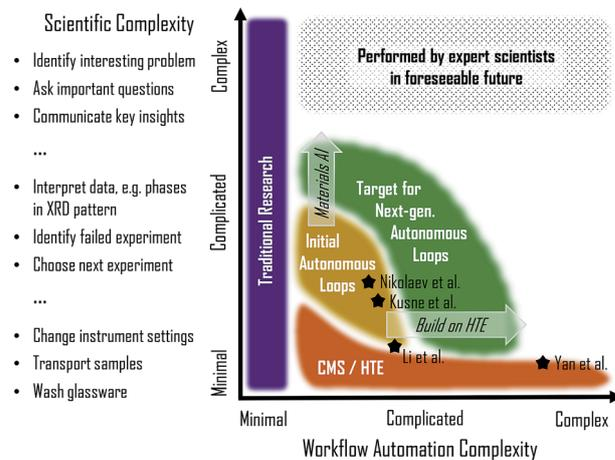 Scientific Complexity
• Identify interesting problem
• Ask important questions
• Communicate key insights
...
• Interpret data, e.g. phases
in XRD pattern
• Identify failed experiment
• Choose next experiment
...
• Change instrument settings
• Transport samples
• Wash glassware
Complex
Complicated
Minimal
Traditional Research
Performed by expert scientists
in foreseeable future
Materials AI
Target for
Next-gen.
Autonomous
Loops
Initial
Autonomous
Loops
Nikolaev et al.
Kusne et al.
Build on HTE
Li et al.
CMS / HTE
Yan et al.
Minimal
Complicated
Complex
Workflow Automation Complexity